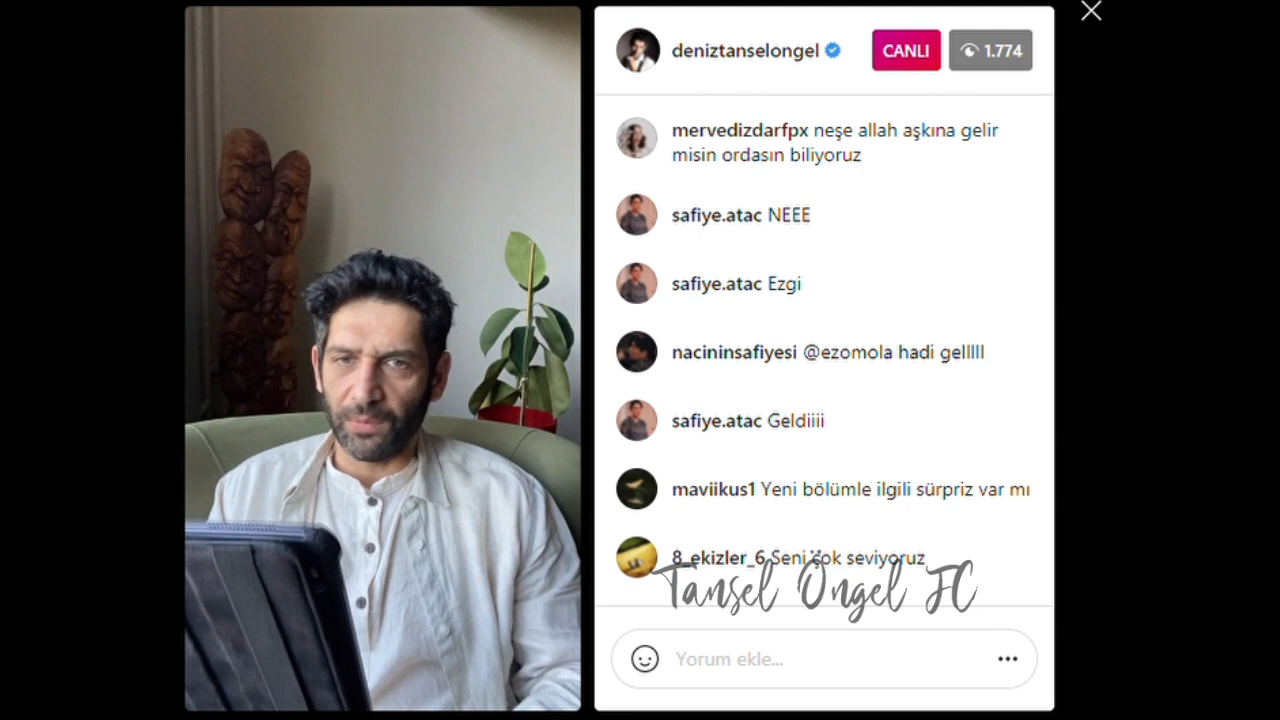 deniztanselongel
CANLI
1.774
mervedizdarfpx neşe allah aşkına gelir
misin ordasın biliyoruz
safiye.atac NEEE
safiye.atac Ezgi
nacininsafiyesi @ezomola hadi gelllll
safiye.atac Geldiiii
maviikus1 Yeni bölümle ilgili sürpriz var mı
8_ekizler_6 Seni çok seviyoruz
Tansel Öngel FC
Yorum ekle...